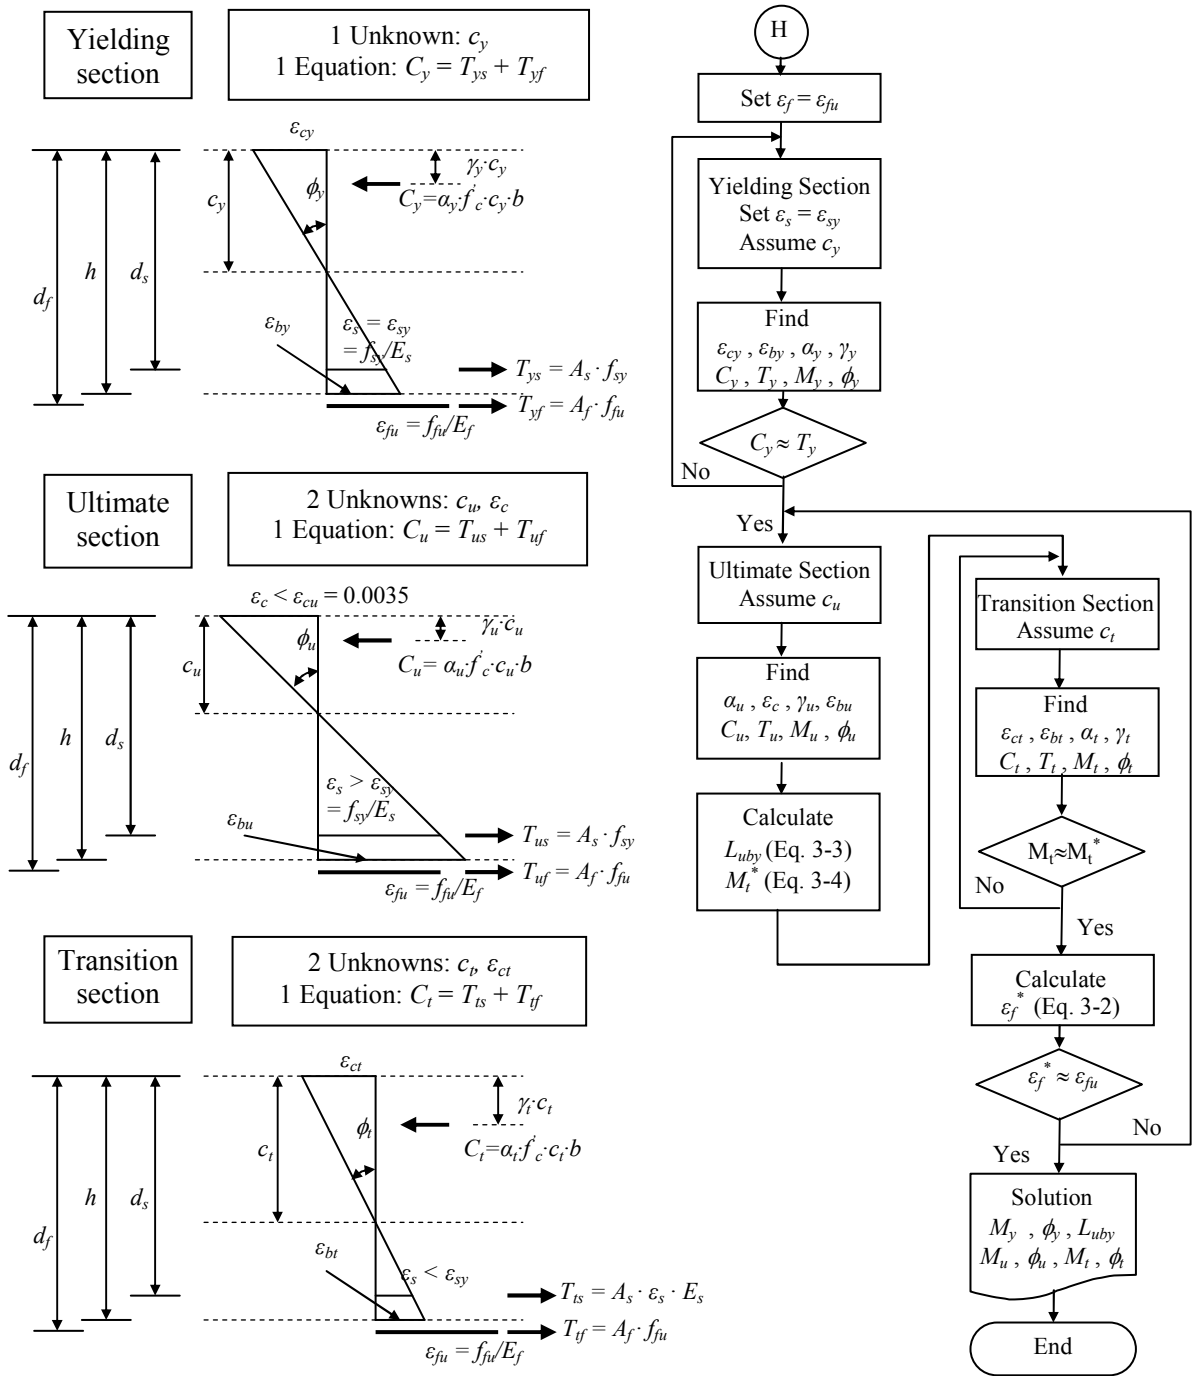 Yielding
section
1 Unknown: c_y
1 Equation: C_y = T_ys + T_yf
ε_cy
γ_y·c_y
C_y=α_y·f'_c·c_y·b
ϕ_y
c_y
h
d_s
d_f
ε_by
ε_s = ε_sy
= f_sy/E_s
T_ys = A_s · f_sy
T_yf = A_f · f_fu
ε_fu = f_fu/E_f
Ultimate
section
2 Unknowns: c_u, ε_c
1 Equation: C_u = T_us + T_uf
ε_c < ε_cu = 0.0035
γ_u·c_u
C_u= α_u·f'_c·c_u·b
ϕ_u
c_u
h
d_s
d_f
ε_s > ε_sy
= f_sy/E_s
ε_bu
T_us = A_s · f_sy
T_uf = A_f · f_fu
ε_fu = f_fu/E_f
Transition
section
2 Unknowns: c_t, ε_ct
1 Equation: C_t = T_ts + T_tf
ε_ct
γ_t·c_t
C_t=α_t·f'_c·c_t·b
ϕ_t
c_t
h
d_s
d_f
ε_bt
ε_s < ε_sy
T_ts = A_s · ε_s · E_s
T_tf = A_f · f_fu
ε_fu = f_fu/E_f
H
Set ε_f = ε_fu
Yielding Section
Set ε_s = ε_sy
Assume c_y
Find
ε_cy , ε_by , α_y , γ_y
C_y , T_y , M_y , ϕ_y
C_y ≈ T_y
No
Yes
Ultimate Section
Assume c_u
Find
α_u , ε_c , γ_u, ε_bu
C_u, T_u, M_u , ϕ_u
Calculate
L_uby (Eq. 3-3)
M_t* (Eq. 3-4)
Transition Section
Assume c_t
Find
ε_ct , ε_bt , α_t , γ_t
C_t , T_t , M_t , ϕ_t
M_t≈M_t*
No
Yes
Calculate
ε_f* (Eq. 3-2)
ε_f* ≈ ε_fu
No
Yes
Solution
M_y , ϕ_y , L_uby
M_u , ϕ_u , M_t , ϕ_t
End